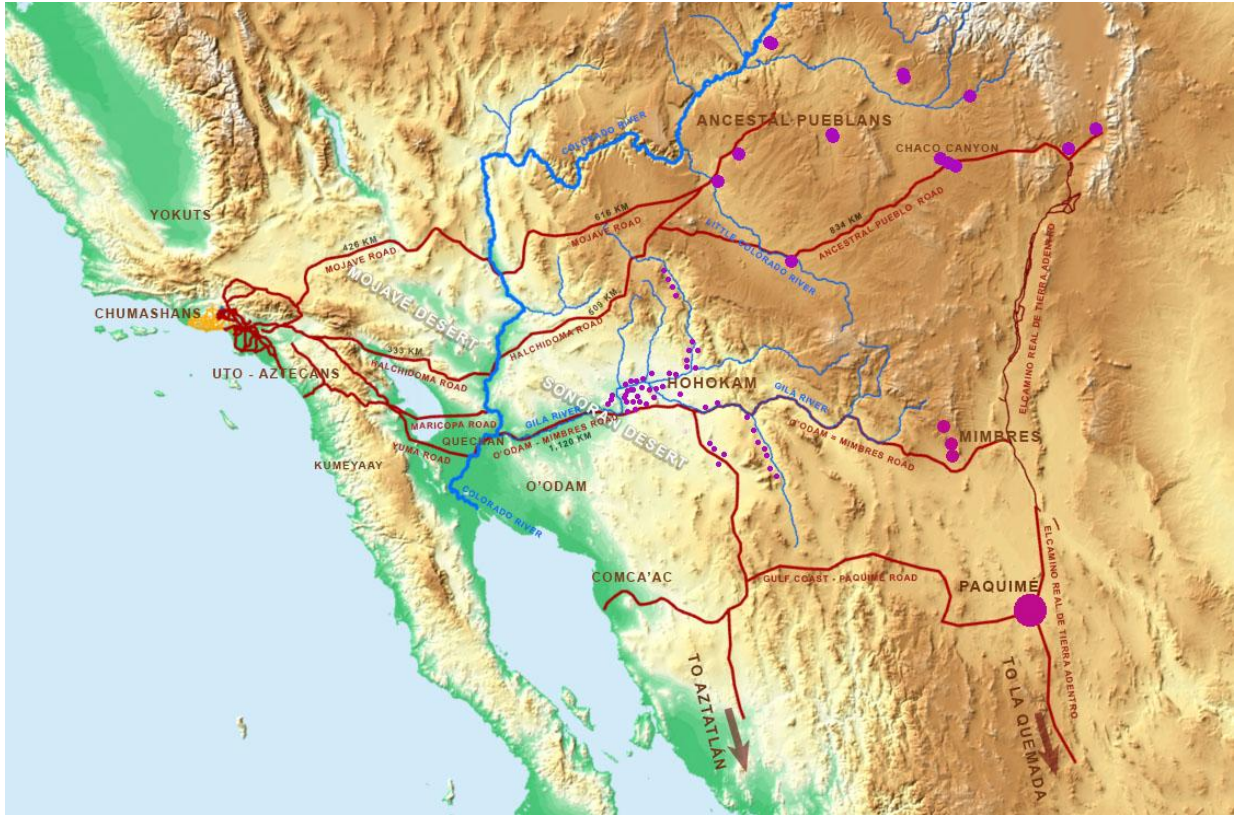 COLORADO RIVER
ANCESTAL PUEBLANS
CHACO CANYON
YOKUTS
616 KM
MOJAVE ROAD
426 KM
MOJAVE ROAD
834 KM
ANCESTRAL PUEBLO ROAD
LITTLE COLORADO RIVER
EL CAMINO REAL DE TIERRA ADENTRO
MOJAVE DESERT
CHUMASHANS
609 KM
HALCHIDOMA ROAD
333 KM
HALCHIDOMA ROAD
UTO - AZTECANS
SONORAN DESERT
HOHOKAM
GILA RIVER
GILA RIVER
MARICOPA ROAD
QUECHAN
O'ODAM - MIMBRES ROAD
1,120 KM
O'ODAM = MIMBRES ROAD
MIMBRES
YUMA ROAD
KUMEYAAY
O'ODAM
COLORADO RIVER
COMCA'AC
GULF COAST - PAQUIMÉ ROAD
PAQUIMÉ
EL CAMINO REAL DE TIERRA ADENTRO
TO AZTATLÁN
TO LA QUEMADA